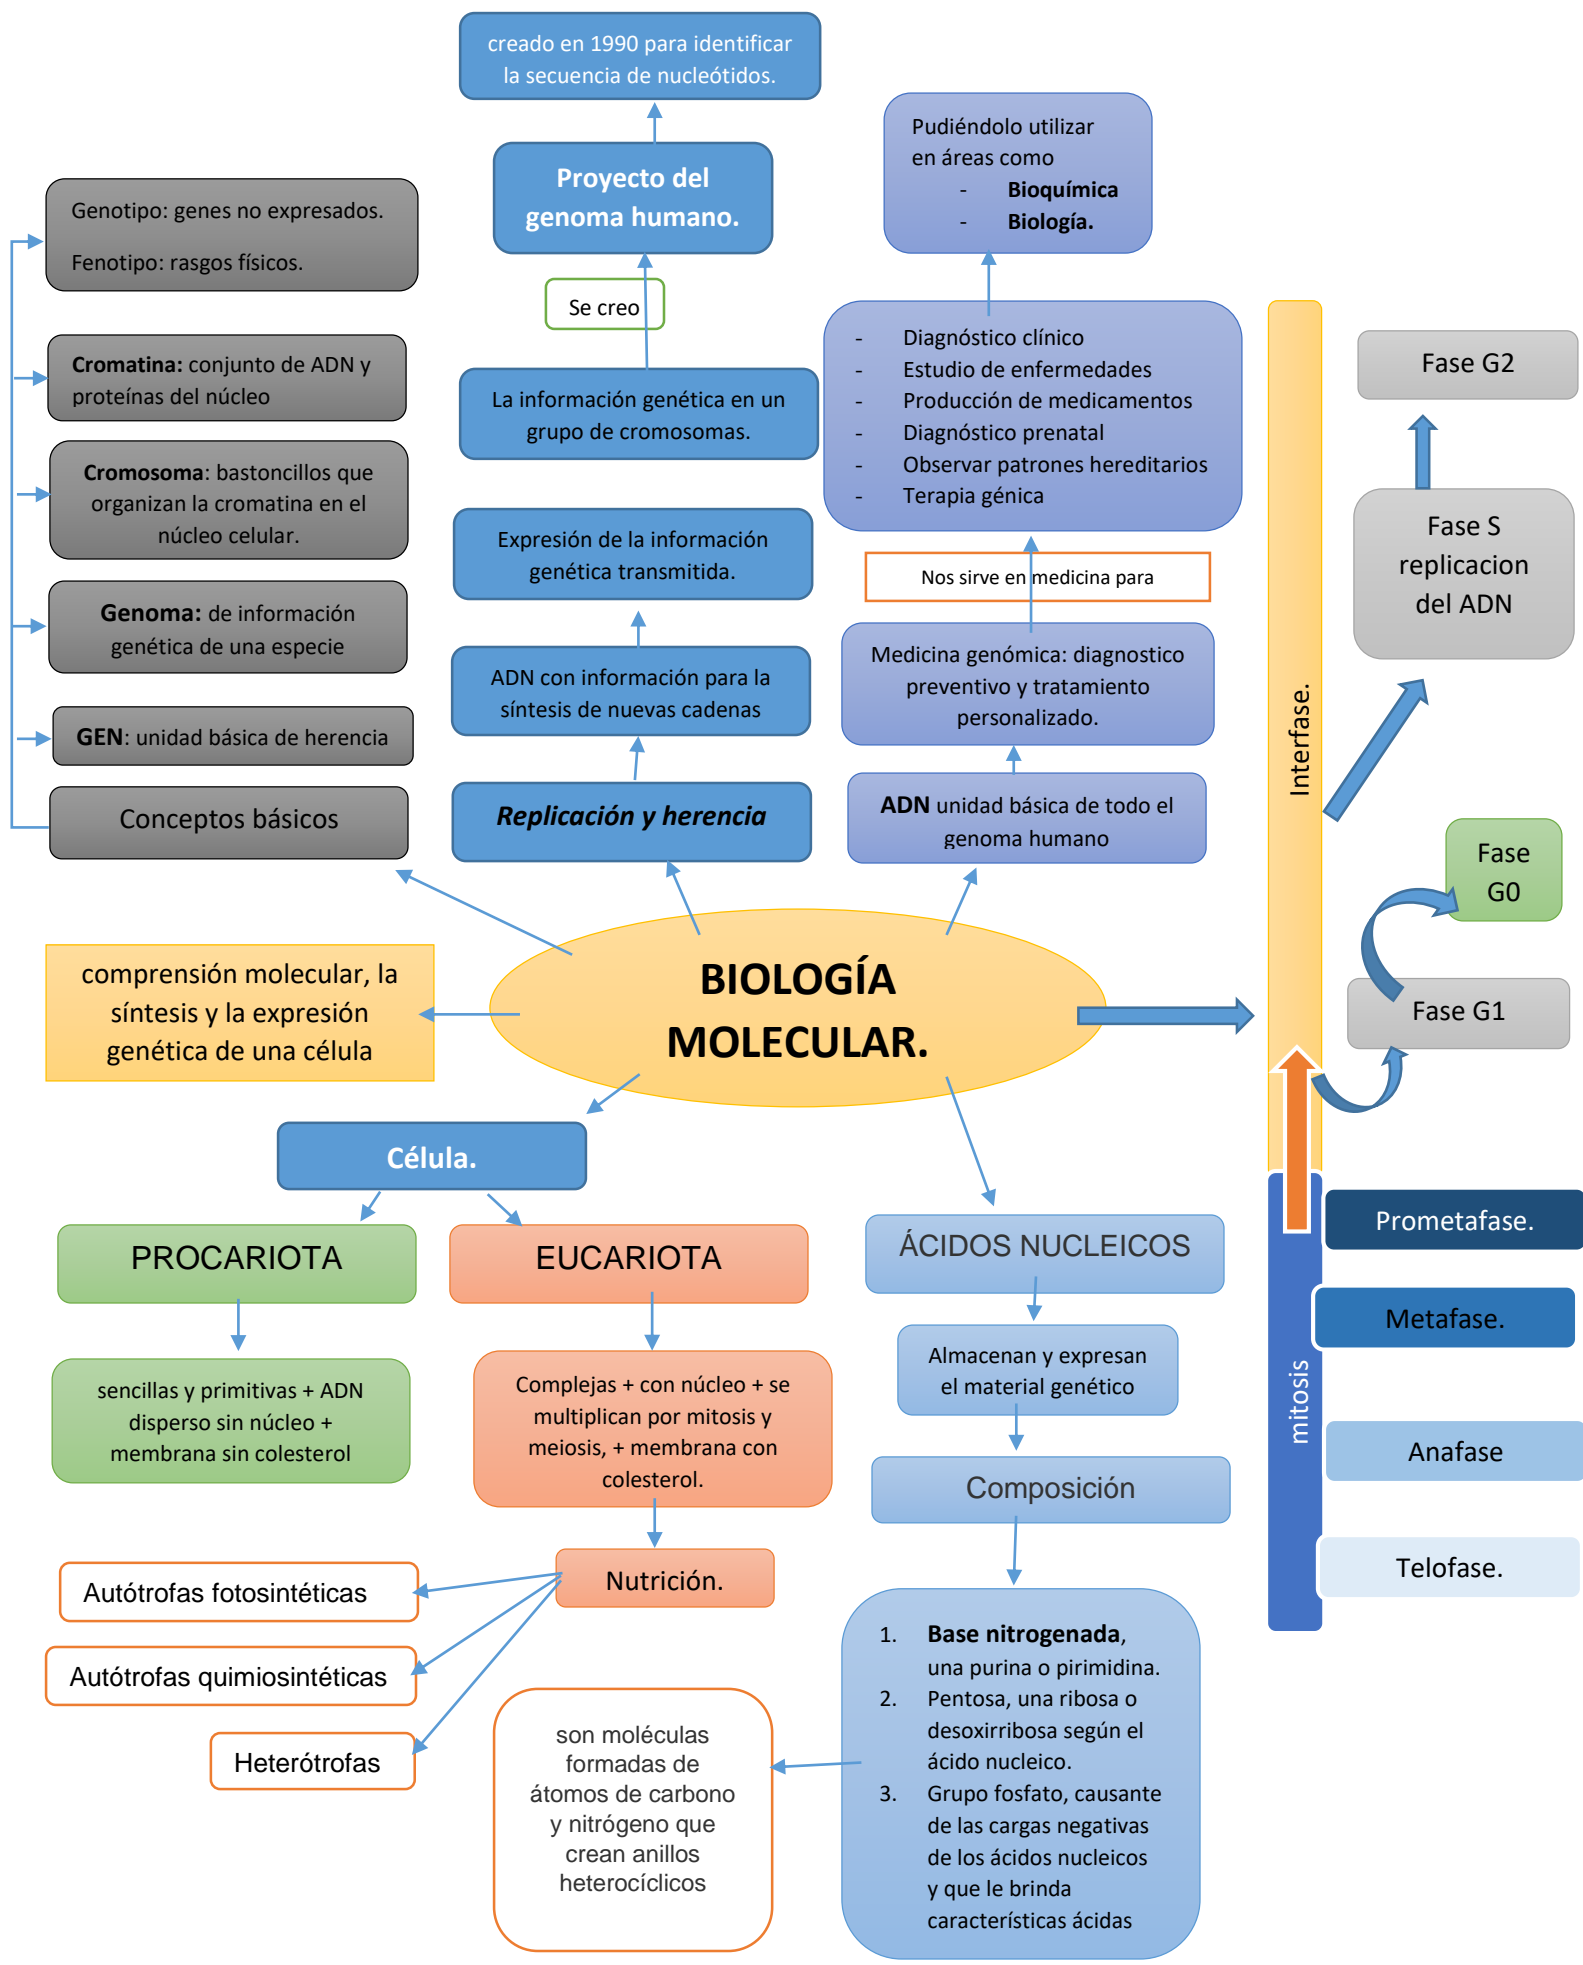 creado en 1990 para identificar
la secuencia de nucleótidos.
Proyecto del
genoma humano.
Se creo
La información genética en un
grupo de cromosomas.
Expresión de la información
genética transmitida.
ADN con información para la
síntesis de nuevas cadenas
Replicación y herencia
Genotipo: genes no expresados.
Fenotipo: rasgos físicos.
Cromatina: conjunto de ADN y
proteínas del núcleo
Cromosoma: bastoncillos que
organizan la cromatina en el
núcleo celular.
Genoma: de información
genética de una especie
GEN: unidad básica de herencia
Conceptos básicos
Pudiéndolo utilizar
en áreas como
- Bioquímica
- Biología.
- Diagnóstico clínico
- Estudio de enfermedades
- Producción de medicamentos
- Diagnóstico prenatal
- Observar patrones hereditarios
- Terapia génica
Nos sirve en medicina para
Medicina genómica: diagnostico
preventivo y tratamiento
personalizado.
ADN unidad básica de todo el
genoma humano
Interfase.
Fase G2
Fase S
replicacion
del ADN
Fase
G0
Fase G1
comprensión molecular, la
síntesis y la expresión
genética de una célula
BIOLOGÍA
MOLECULAR.
Célula.
PROCARIOTA
EUCARIOTA
sencillas y primitivas + ADN
disperso sin núcleo +
membrana sin colesterol
Complejas + con núcleo + se
multiplican por mitosis y
meiosis, + membrana con
colesterol.
Nutrición.
Autótrofas fotosintéticas
Autótrofas quimiosintéticas
Heterótrofas
ÁCIDOS NUCLEICOS
Almacenan y expresan
el material genético
Composición
1. Base nitrogenada,
una purina o pirimidina.
2. Pentosa, una ribosa o
desoxirribosa según el
ácido nucleico.
3. Grupo fosfato, causante
de las cargas negativas
de los ácidos nucleicos
y que le brinda
características ácidas
son moléculas
formadas de
átomos de carbono
y nitrógeno que
crean anillos
heterocíclicos
mitosis
Prometafase.
Metafase.
Anafase
Telofase.